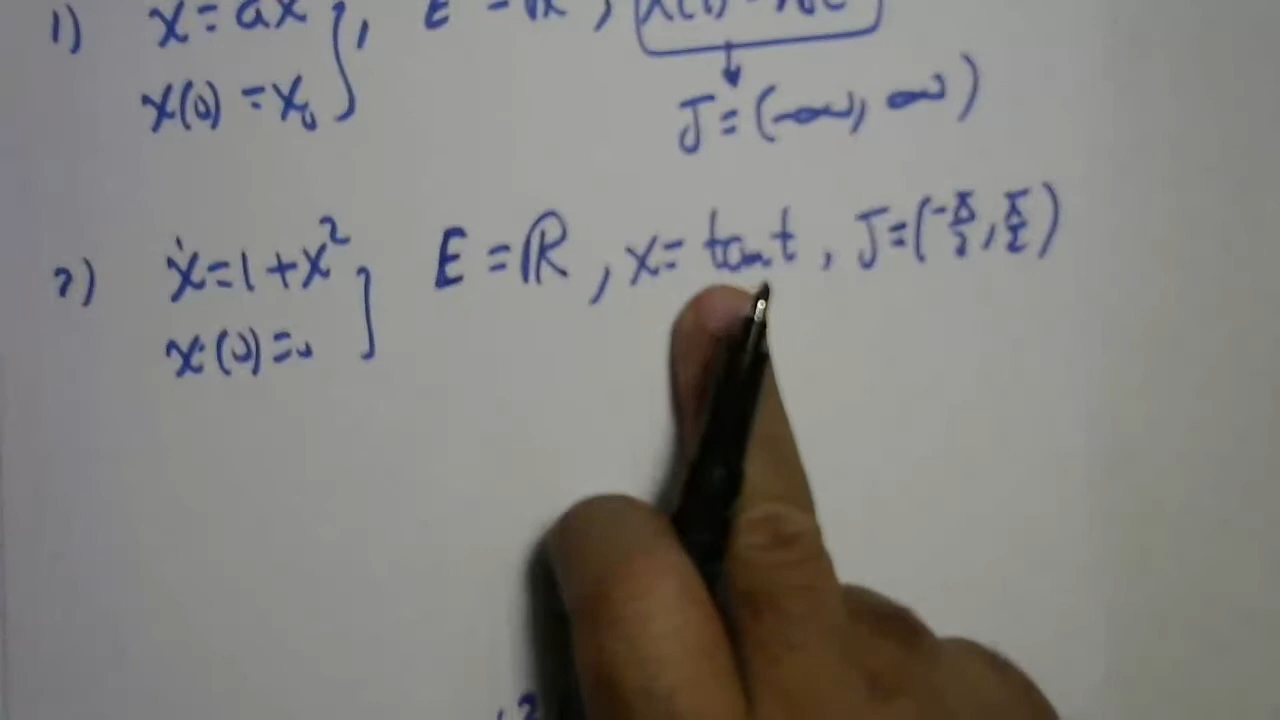 1) ẋ = ax], E = ℝ,
x(0) = x₀
J = (-∞, ∞)
2) ẋ = 1 + x²], E = ℝ, x = tan t, J = (-π/2, π/2)
x(0) = 0